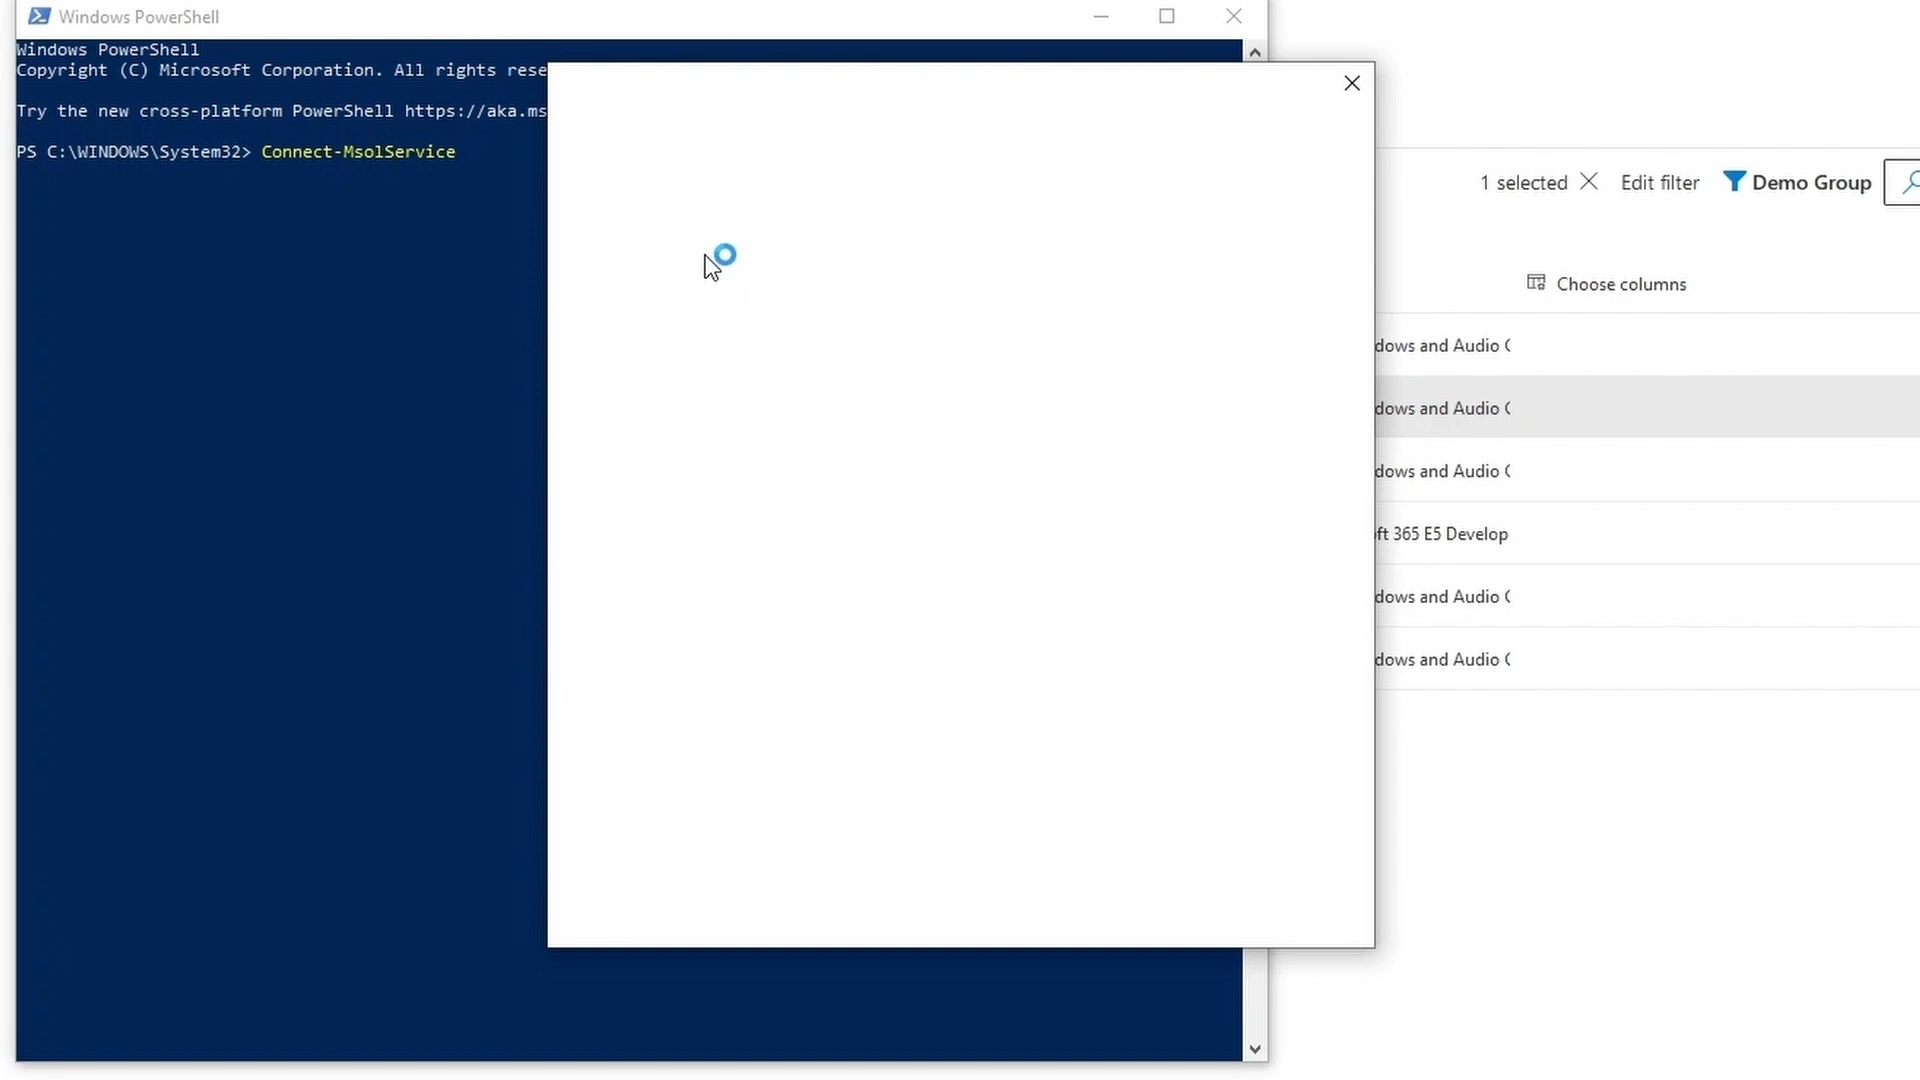 Windows PowerShell
Windows PowerShell
Copyright (C) Microsoft Corporation. All rights rese
Try the new cross-platform PowerShell https://aka.ms
PS C:\WINDOWS\System32> Connect-MsolService
1 selected Edit filter Demo Group
Choose columns
dows and Audio C
dows and Audio C
dows and Audio C
ft 365 E5 Develop
dows and Audio C
dows and Audio C